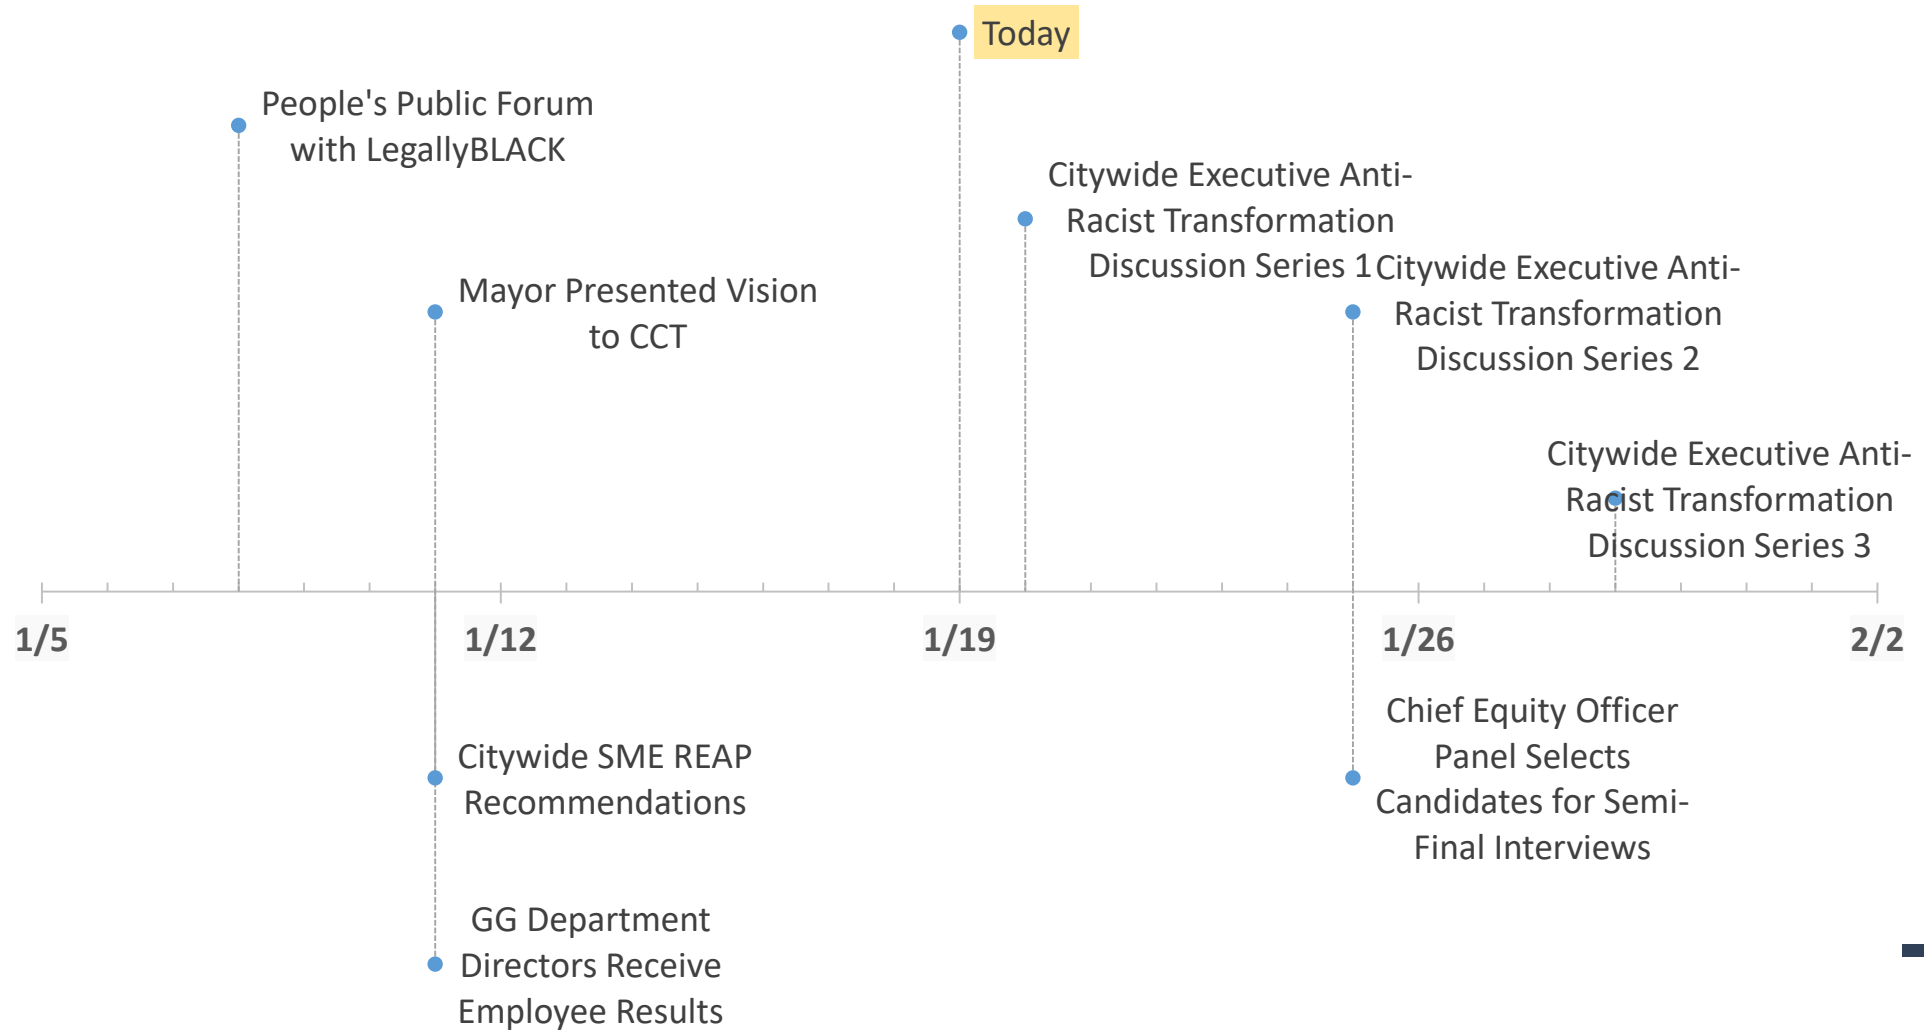 Today
People's Public Forum
with LegallyBLACK
Citywide Executive Anti-
Racist Transformation
Discussion Series 1
Citywide Executive Anti-
Racist Transformation
Discussion Series 2
Mayor Presented Vision
to CCT
Citywide Executive Anti-
Racist Transformation
Discussion Series 3
1/5
1/12
1/19
1/26
2/2
Citywide SME REAP
Recommendations
Chief Equity Officer
Panel Selects
Candidates for Semi-
Final Interviews
GG Department
Directors Receive
Employee Results